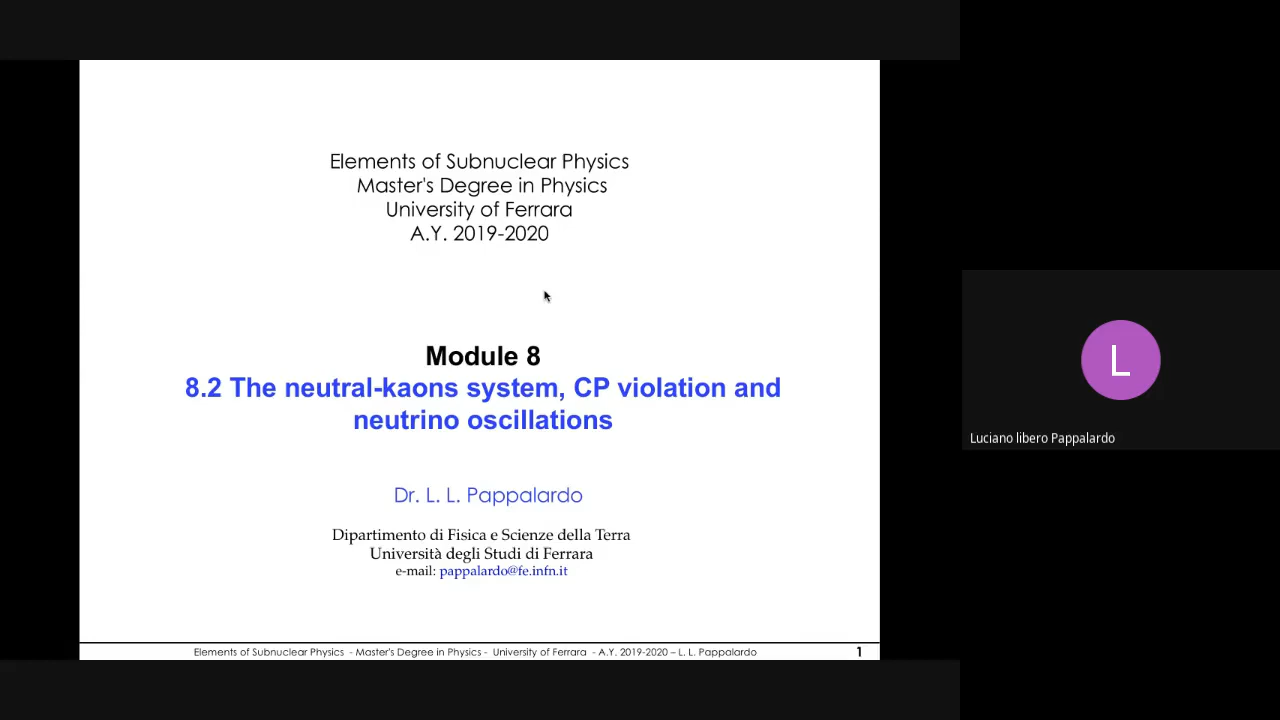 Elements of Subnuclear Physics
Master's Degree in Physics
University of Ferrara
A.Y. 2019-2020
Module 8
8.2 The neutral-kaons system, CP violation and
neutrino oscillations
Dr. L. L. Pappalardo
Dipartimento di Fisica e Scienze della Terra
Università degli Studi di Ferrara
e-mail: pappalardo@fe.infn.it
Elements of Subnuclear Physics - Master's Degree in Physics - University of Ferrara - A.Y. 2019-2020 – L. L. Pappalardo 1
L
Luciano libero Pappalardo